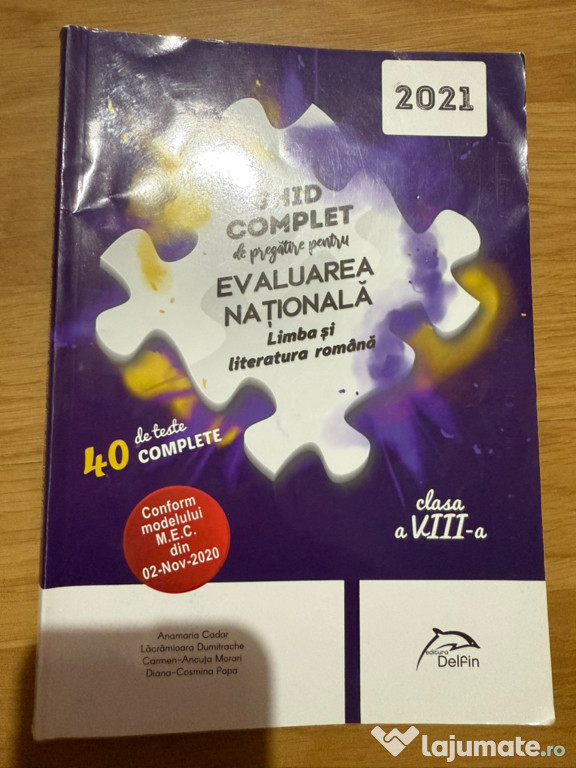 2021
GHID
COMPLET
de pregătire pentru
EVALUAREA
NAȚIONALĂ
Limba și
literatura română
40 de teste
COMPLETE
Conform
modelului
M.E.C.
din
02-Nov-2020
clasa
a VIII-a
Anamaria Cadar
Lăcrămioara Dumitrache
Carmen-Ancuța Morari
Diana-Cosmina Popa
editura
Delfin
lajumate.ro